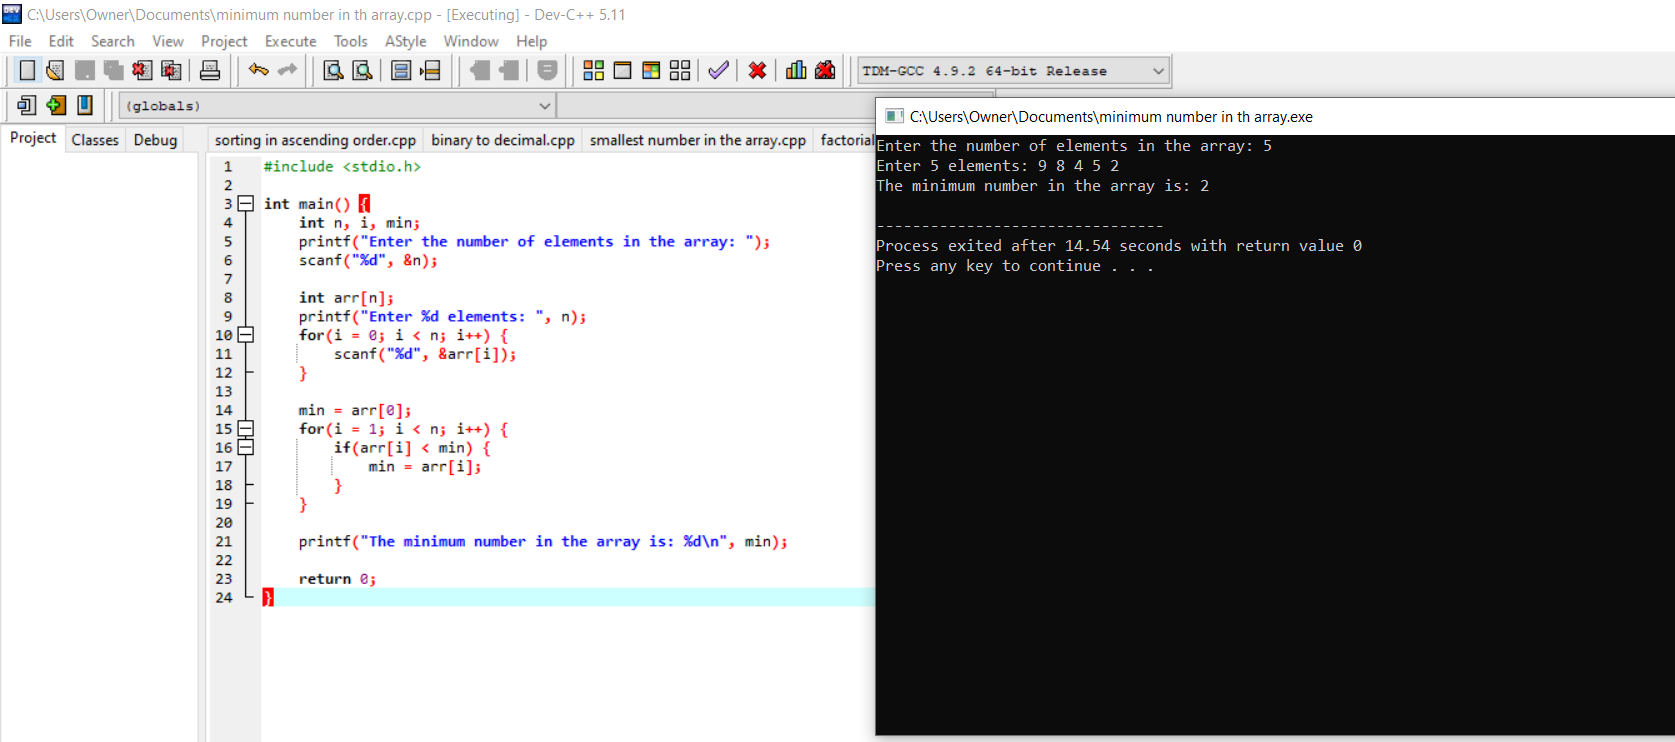 C:\Users\Owner\Documents\minimum number in th array.cpp - [Executing] - Dev-C++ 5.11
File Edit Search View Project Execute Tools AStyle Window Help
TDM-GCC 4.9.2 64-bit Release
(globals)
Project Classes Debug
sorting in ascending order.cpp binary to decimal.cpp smallest number in the array.cpp factorial
1 #include <stdio.h>
2
3 int main() {
4     int n, i, min;
5     printf("Enter the number of elements in the array: ");
6     scanf("%d", &n);
7
8     int arr[n];
9     printf("Enter %d elements: ", n);
10     for(i = 0; i < n; i++) {
11         scanf("%d", &arr[i]);
12     }
13
14     min = arr[0];
15     for(i = 1; i < n; i++) {
16         if(arr[i] < min) {
17             min = arr[i];
18         }
19     }
20
21     printf("The minimum number in the array is: %d\n", min);
22
23     return 0;
24 }
C:\Users\Owner\Documents\minimum number in th array.exe
Enter the number of elements in the array: 5
Enter 5 elements: 9 8 4 5 2
The minimum number in the array is: 2
--------------------------------
Process exited after 14.54 seconds with return value 0
Press any key to continue . . .